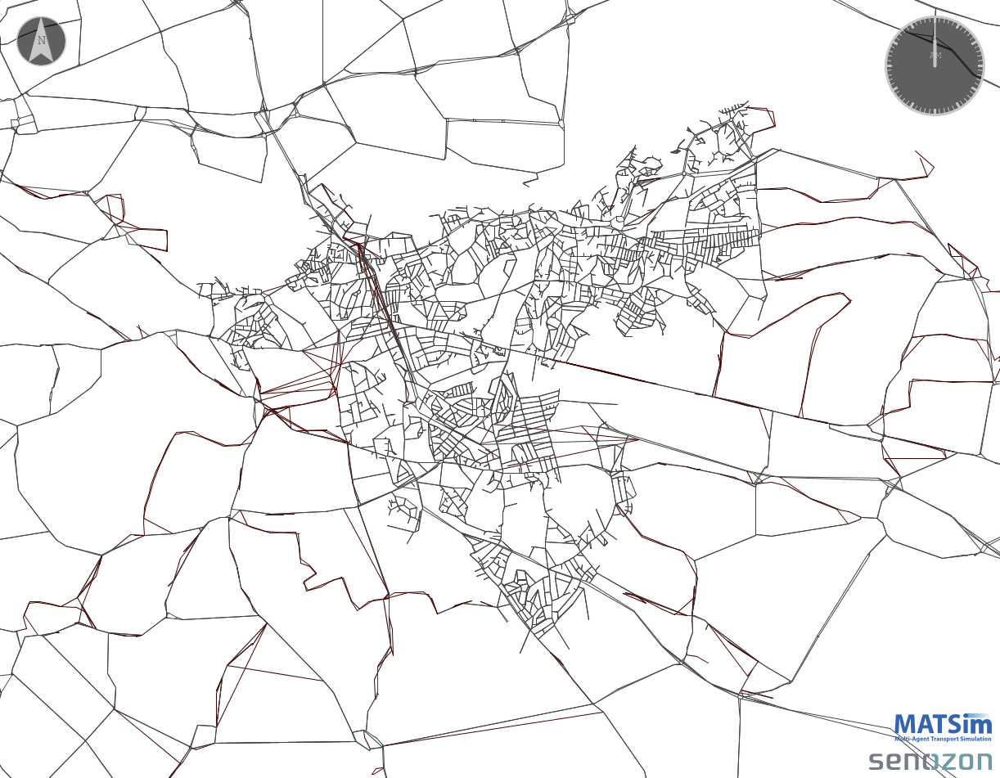 N
AM
MATSim
Multi-Agent Transport Simulation
senozon